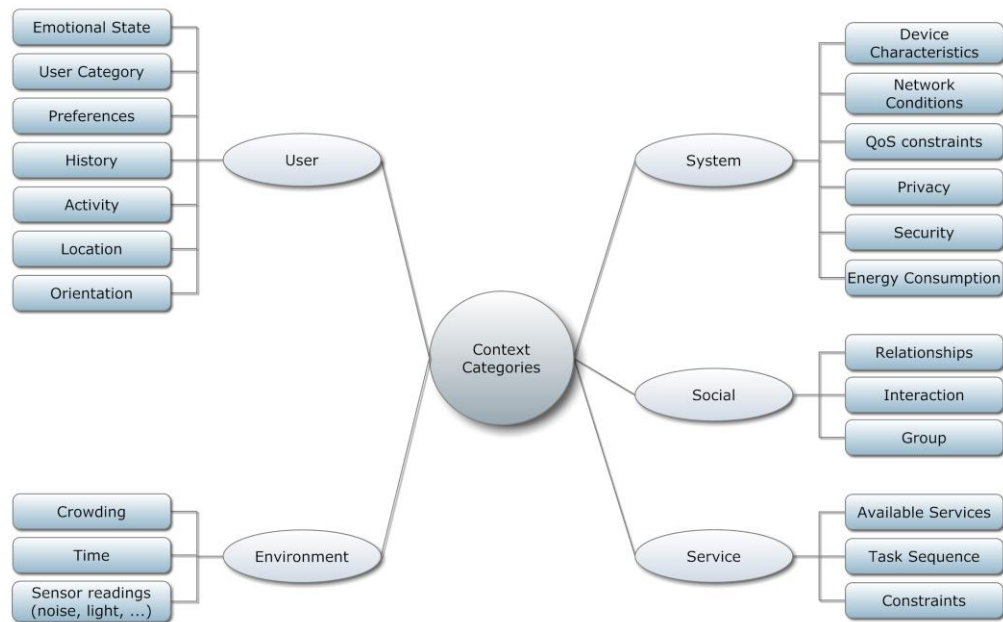 Emotional State
User Category
Preferences
History
Activity
Location
Orientation
User
Crowding
Time
Sensor readings
(noise, light, ...)
Environment
Context
Categories
System
Device
Characteristics
Network
Conditions
QoS constraints
Privacy
Security
Energy Consumption
Social
Relationships
Interaction
Group
Service
Available Services
Task Sequence
Constraints